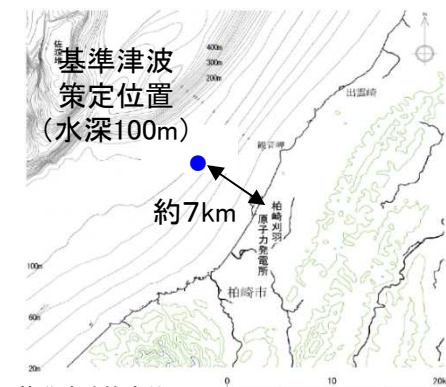 400m
300m
200m
基準津波
策定位置
(水深100m)
出雲崎
観音岬
約7km
柏崎刈羽
原子力発電所
柏崎市
100m
60m
20m
0 10 20k